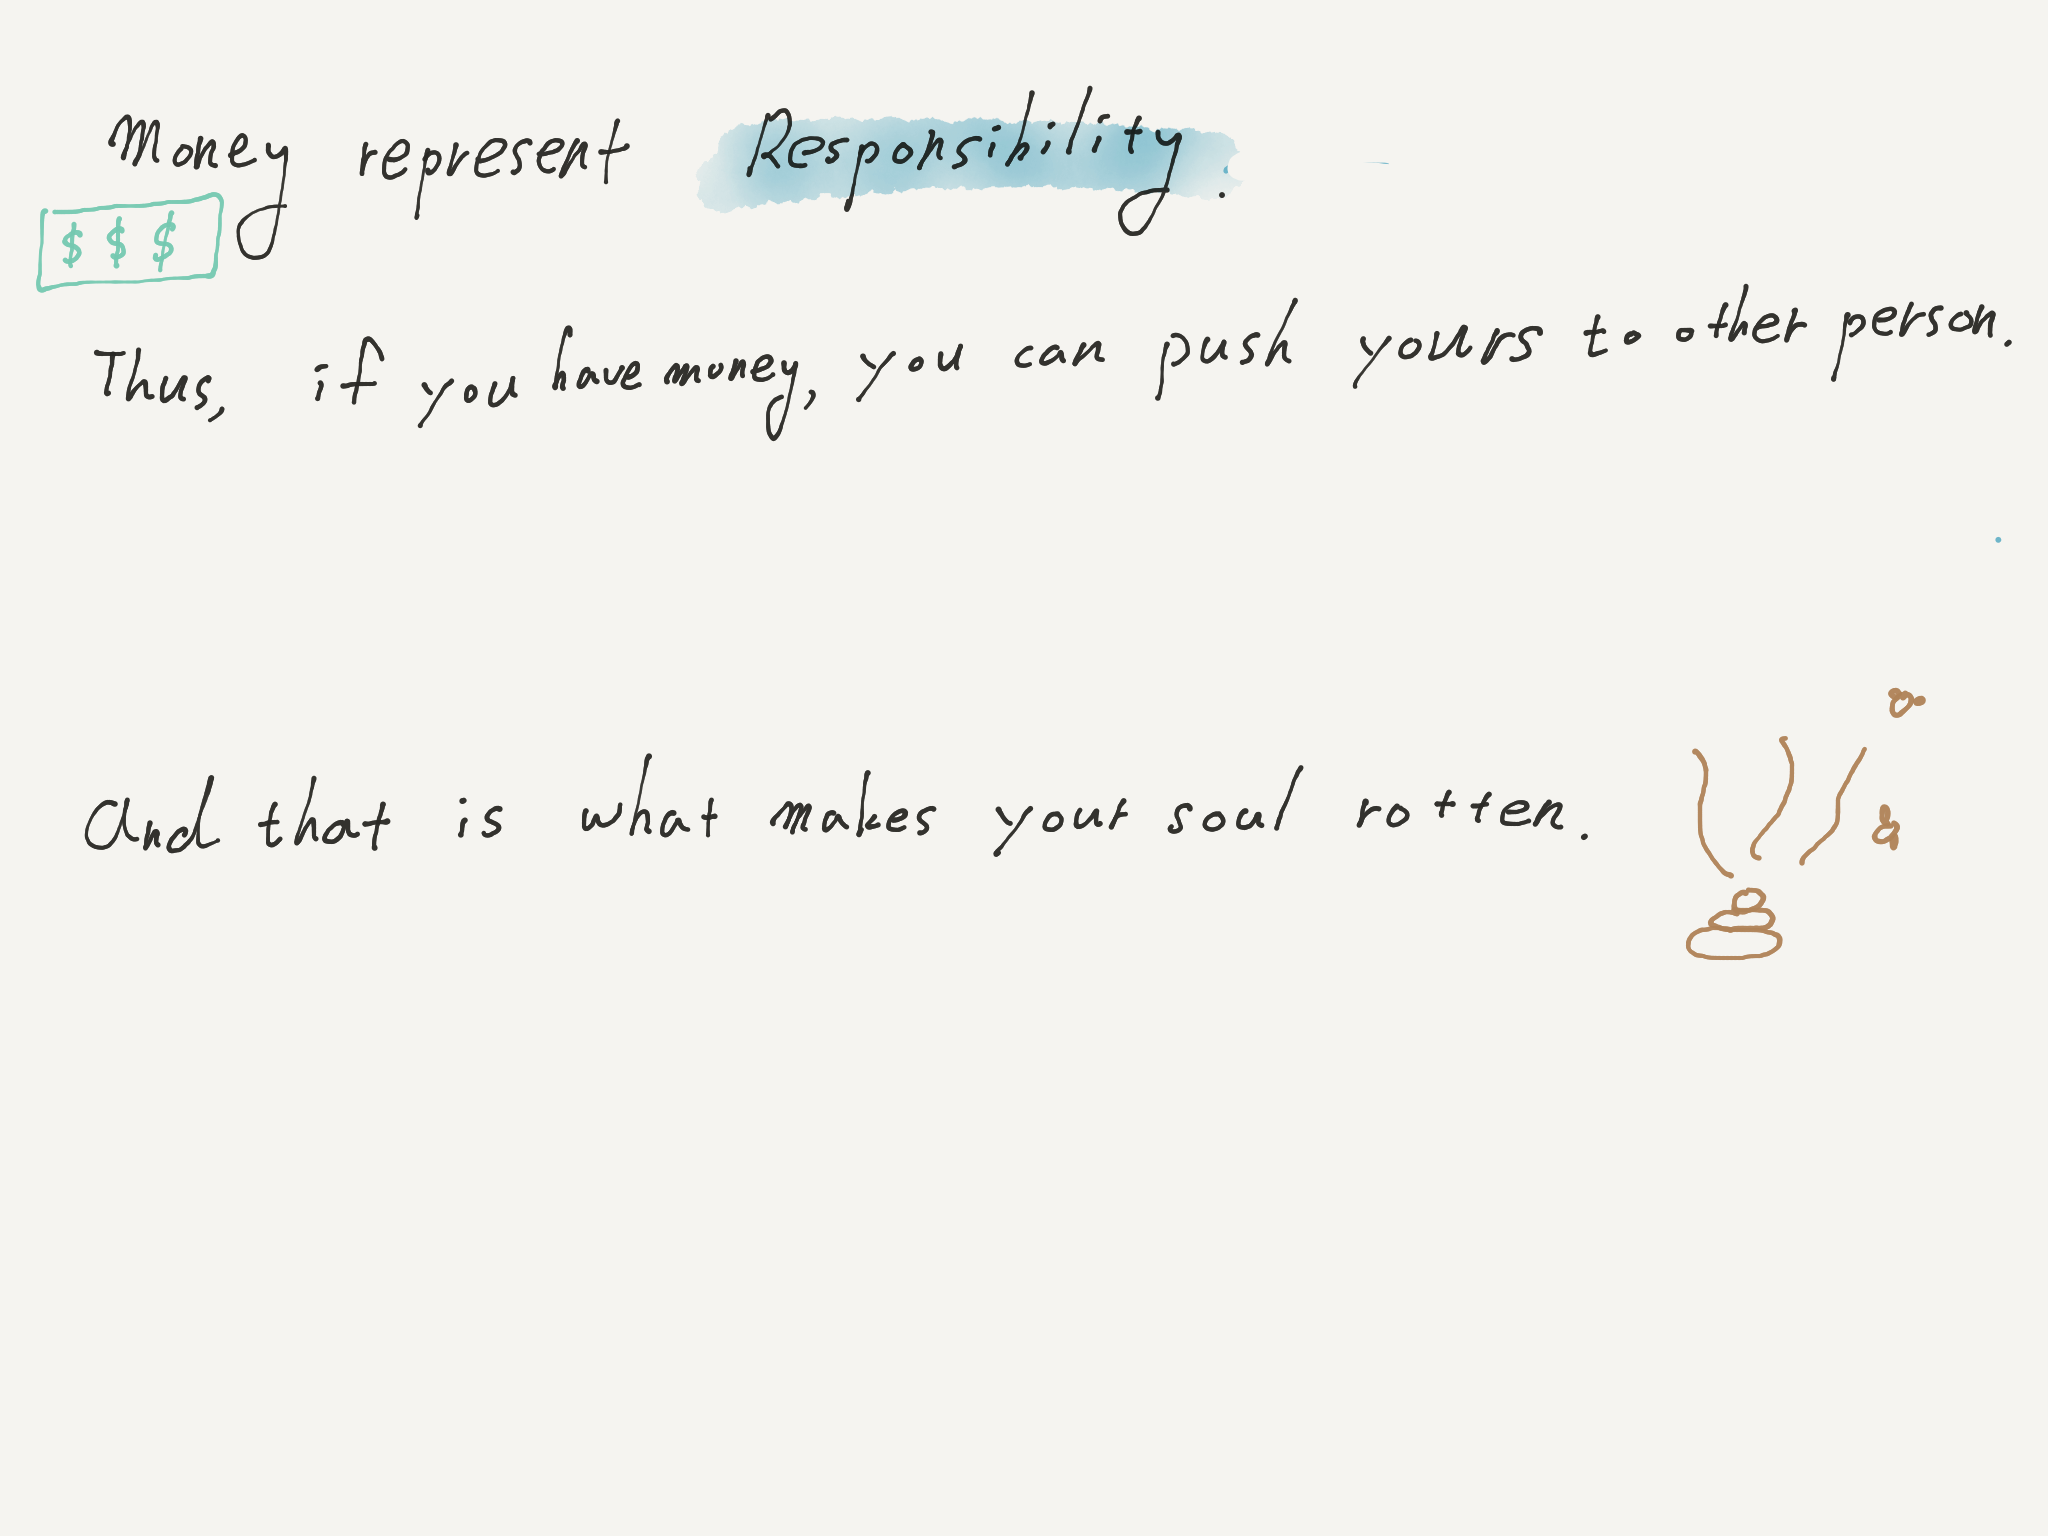 Money represent Responsibility.
$ $ $
Thus, if you have money, you can push yours to other person.
And that is what makes your soul rotten.